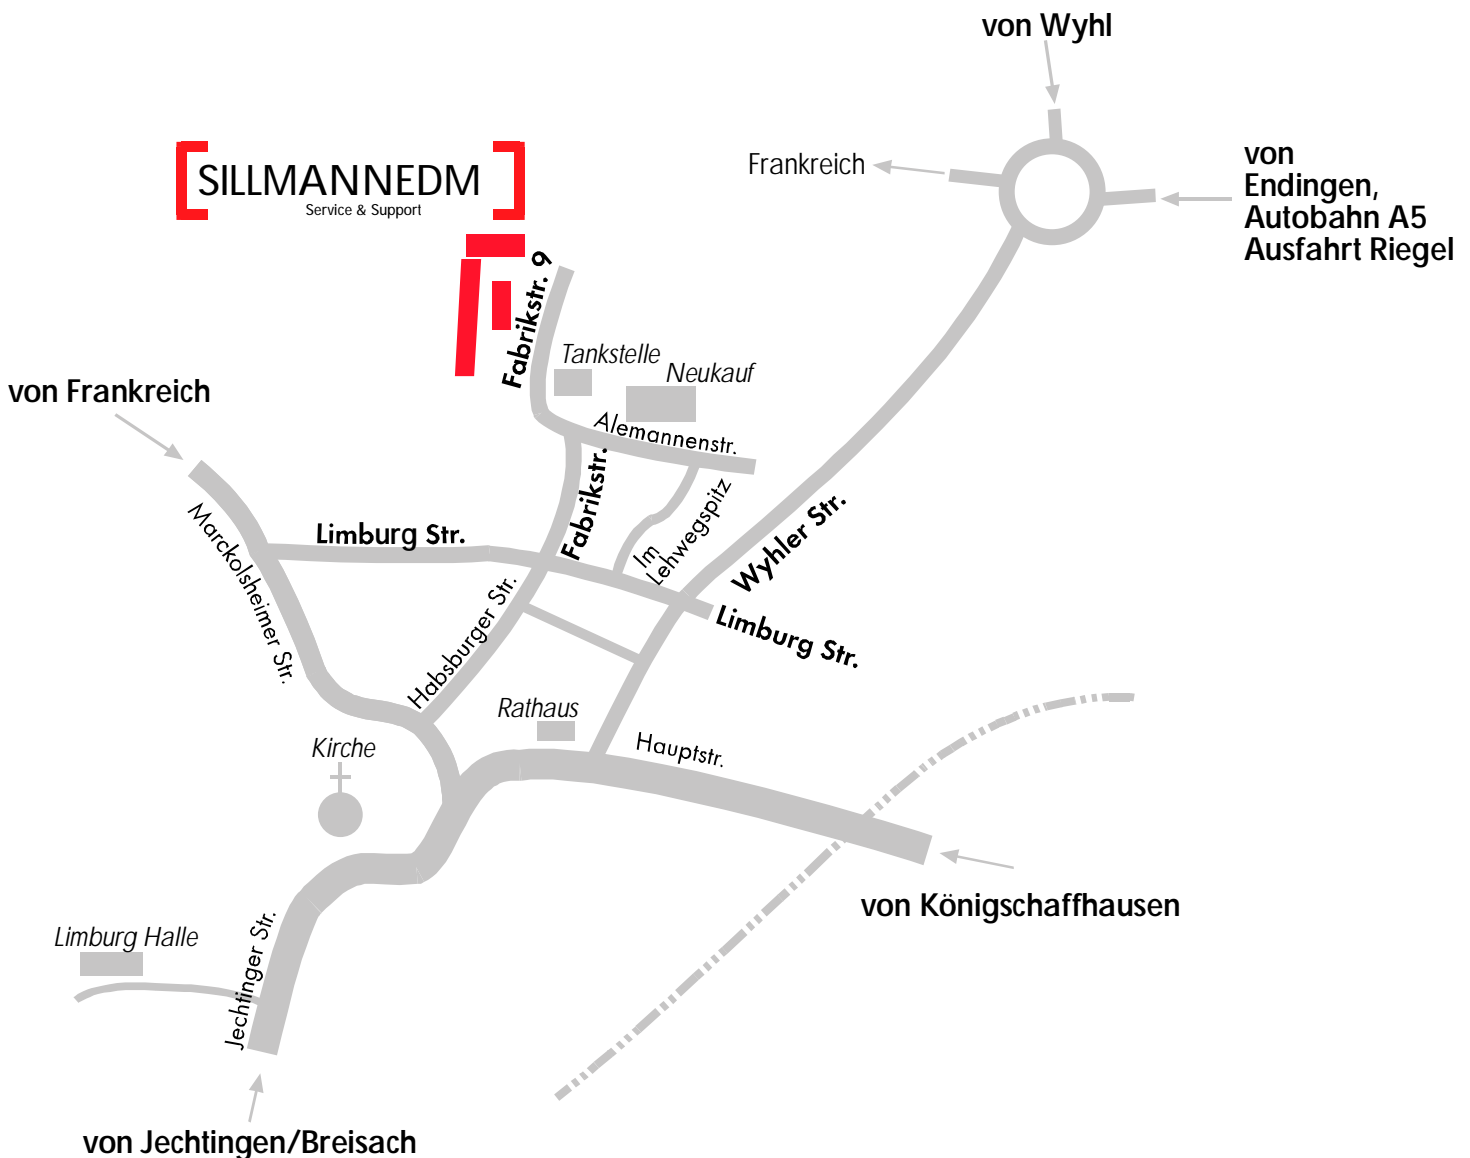 von Wyhl
SILLMANNEDM
Service & Support
Frankreich
von
Endingen,
Autobahn A5
Ausfahrt Riegel
Fabrikstr. 9
Tankstelle
Neukauf
von Frankreich
Alemannenstr.
Marckolsheimer Str.
Limburg Str.
Fabrikstr.
Im
Lehwegspitz
Wyhler Str.
Habsburger Str.
Limburg Str.
Rathaus
Hauptstr.
Kirche
von Königschaffhausen
Limburg Halle
Jechtinger Str.
von Jechtingen/Breisach